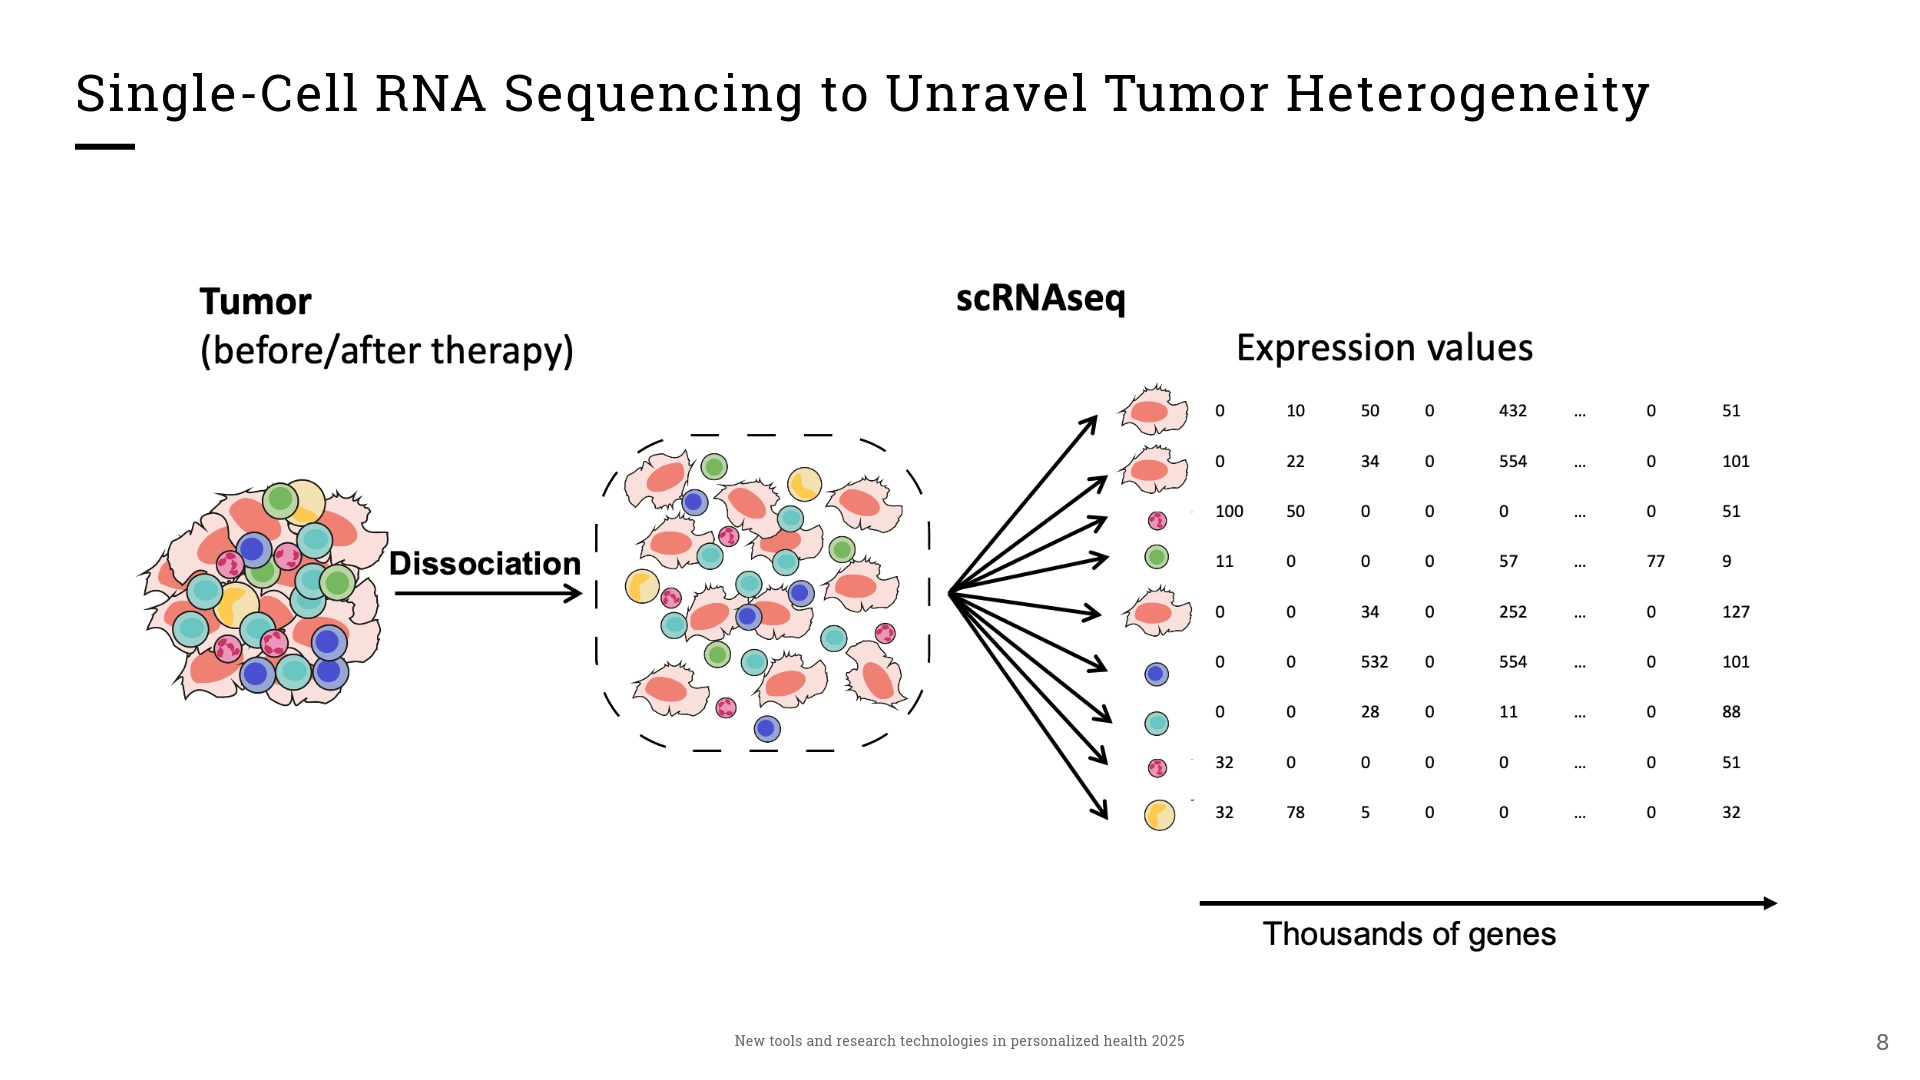 Single-Cell RNA Sequencing to Unravel Tumor Heterogeneity
Tumor
(before/after therapy)
Dissociation
scRNAseq
Expression values
0 10 50 0 432 ... 0 51
0 22 34 0 554 ... 0 101
100 50 0 0 0 ... 0 51
11 0 0 0 57 ... 77 9
0 0 34 0 252 ... 0 127
0 0 532 0 554 ... 0 101
0 0 28 0 11 ... 0 88
32 0 0 0 0 ... 0 51
32 78 5 0 0 ... 0 32
Thousands of genes
New tools and research technologies in personalized health 2025
8